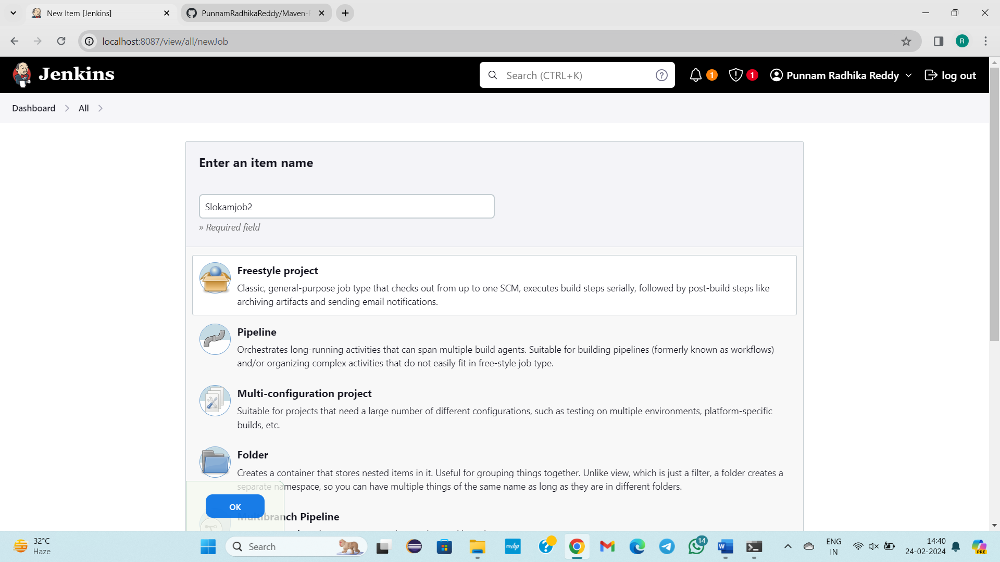 New Item [Jenkins]
PunnamRadhikaReddy/Maven-
localhost:8087/view/all/newJob
Jenkins
Search (CTRL+K)
?
1
1
Punnam Radhika Reddy
log out
Dashboard
All
Enter an item name
Slokamjob2
» Required field
Freestyle project
Classic, general-purpose job type that checks out from up to one SCM, executes build steps serially, followed by post-build steps like
archiving artifacts and sending email notifications.
Pipeline
Orchestrates long-running activities that can span multiple build agents. Suitable for building pipelines (formerly known as workflows)
and/or organizing complex activities that do not easily fit in free-style job type.
Multi-configuration project
Suitable for projects that need a large number of different configurations, such as testing on multiple environments, platform-specific
builds, etc.
Folder
Creates a container that stores nested items in it. Useful for grouping things together. Unlike view, which is just a filter, a folder creates a
separate namespace, so you can have multiple things of the same name as long as they are in different folders.
OK
Multibranch Pipeline
32°C
Haze
Search
myhp
?
14
W
ENG
IN
14:40
24-02-2024
PRE
R